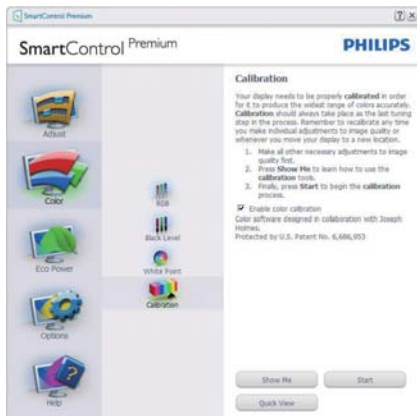 SmartControl Premium
SmartControl Premium
PHILIPS
Adjust
Color
Eco Power
Options
Help
RGB
Black Level
White Point
Calibration
Calibration
Your display needs to be properly calibrated in order
for it to produce the widest range of colors accurately.
Calibration should always take place as the last tuning
step in the process. Remember to recalibrate any time
you make individual adjustments to image quality or
whenever you move your display to a new location.
1. Make all other necessary adjustments to image
quality first.
2. Press Show Me to learn how to use the
calibration tools.
3. Finally, press Start to begin the calibration
process.
Enable color calibration
Color software designed in collaboration with Joseph
Holmes.
Protected by U.S. Patent No. 6,686,953
Show Me
Start
Quick View